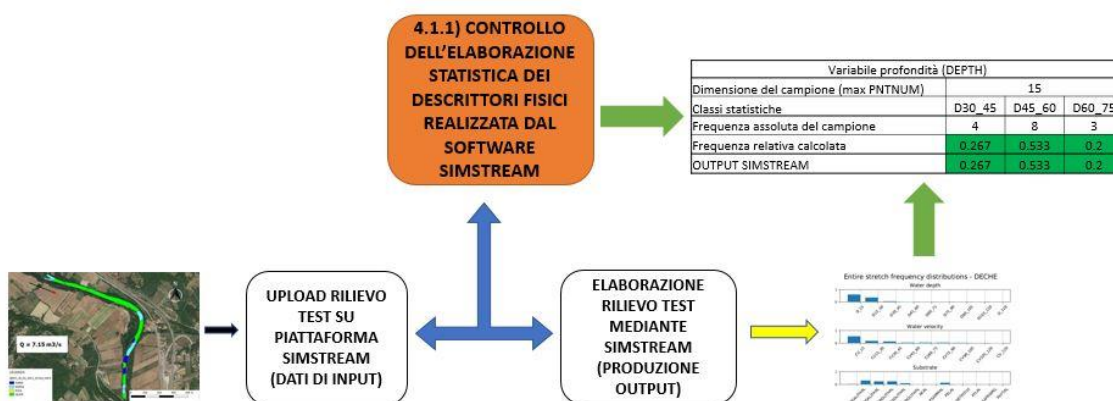 4.1.1) CONTROLLO
DELL'ELABORAZIONE
STATISTICA DEI
DESCRITTORI FISICI
REALIZZATA DAL
SOFTWARE
SIMSTREAM
Variabile profondità (DEPTH)
Dimensione del campione (max PNTNUM) 15
Classi statistiche D30_45 D45_60 D60_75
Frequenza assoluta del campione 4 8 3
Frequenza relativa calcolata 0.267 0.533 0.2
OUTPUT SIMSTREAM 0.267 0.533 0.2
Q = 7.15 m3/s
UPLOAD RILIEVO
TEST SU
PIATTAFORMA
SIMSTREAM
(DATI DI INPUT)
ELABORAZIONE
RILIEVO TEST
MEDIANTE
SIMSTREAM
(PRODUZIONE
OUTPUT)
Entire stretch frequency distributions - DECHE
Water depth
Water velocity
Substrate